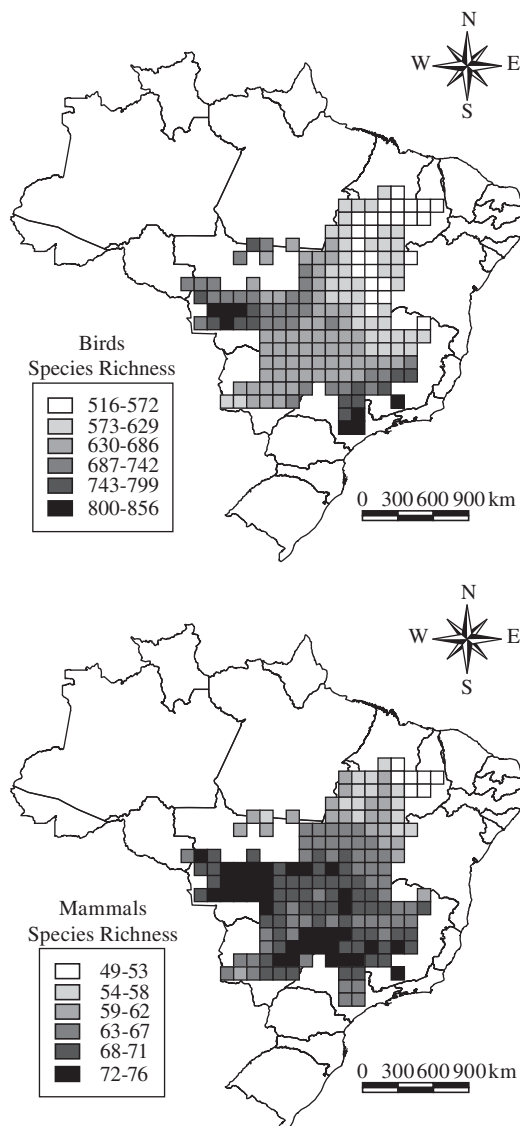 N
W E
S
Birds
Species Richness
516-572
573-629
630-686
687-742
743-799
800-856
0 300 600 900 km
N
W E
S
Mammals
Species Richness
49-53
54-58
59-62
63-67
68-71
72-76
0 300 600 900 km